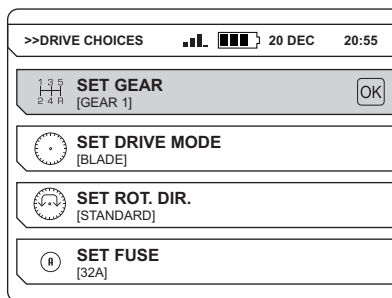 >>DRIVE CHOICES 20 DEC 20:55
1 3 5
2 4 R
SET GEAR
[GEAR 1]
OK
SET DRIVE MODE
[BLADE]
SET ROT. DIR.
[STANDARD]
A
SET FUSE
[32A]